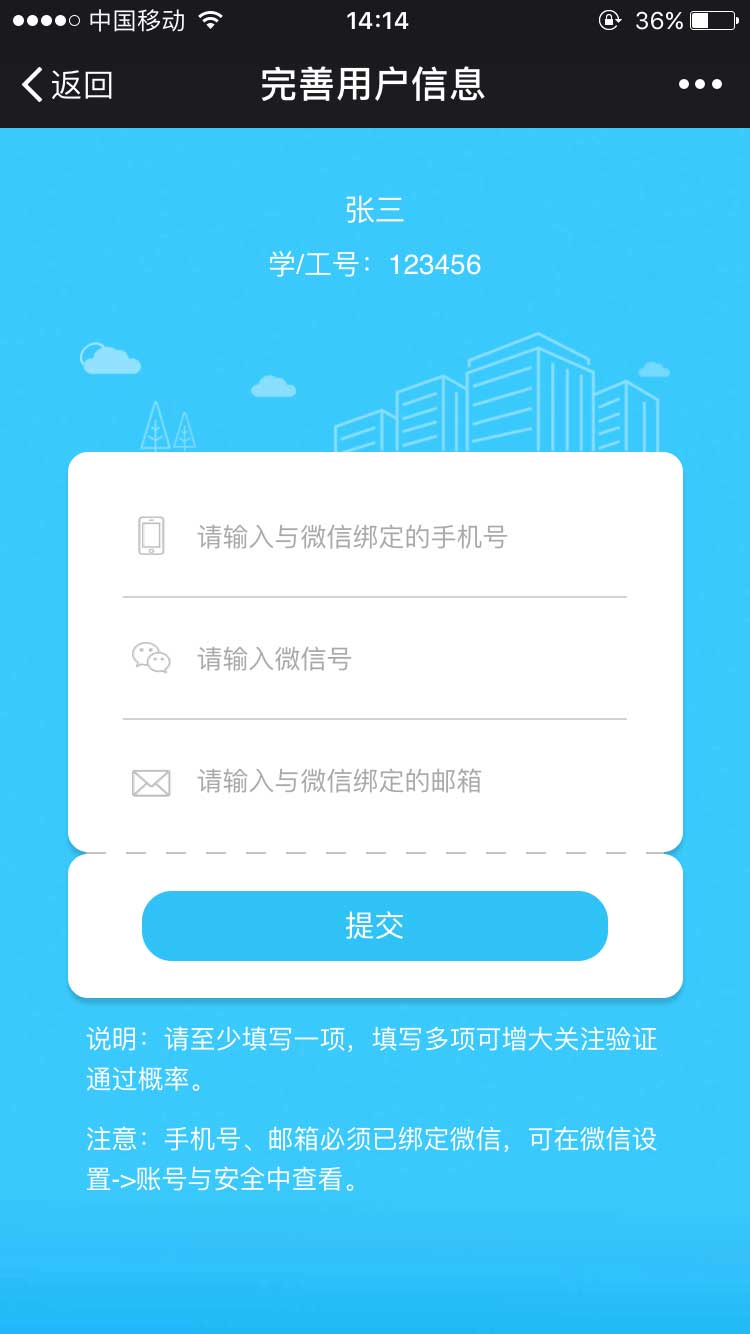 中国移动 14:14 36%
返回 完善用户信息
张三
学/工号：123456
请输入与微信绑定的手机号
请输入微信号
请输入与微信绑定的邮箱
提交
说明：请至少填写一项，填写多项可增大关注验证
通过概率。
注意：手机号、邮箱必须已绑定微信，可在微信设
置->账号与安全中查看。